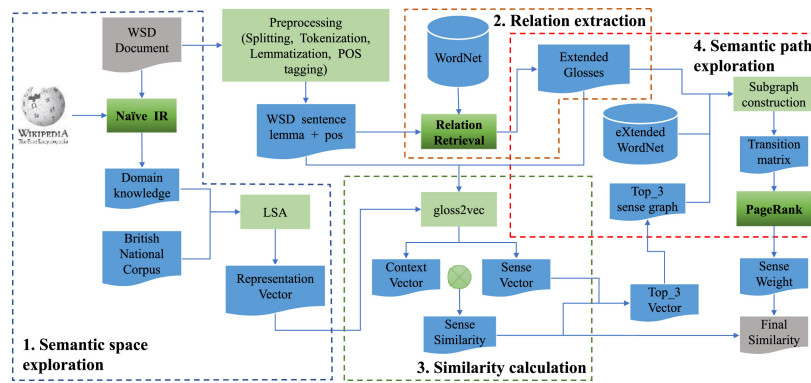 WSD
Document
Preprocessing
(Splitting, Tokenization,
Lemmatization, POS
tagging)
2. Relation extraction
WordNet
Extended
Glosses
4. Semantic path
exploration
WIKIPEDIA
The Free Encyclopedia
Naïve IR
WSD sentence
lemma + pos
Relation
Retrieval
Subgraph
construction
eXtended
WordNet
Transition
matrix
Domain
knowledge
LSA
gloss2vec
Top_3
sense graph
PageRank
British
National
Corpus
Representation
Vector
Context
Vector
Sense
Vector
Top_3
Vector
Sense
Weight
Sense
Similarity
Final
Similarity
1. Semantic space
exploration
3. Similarity calculation